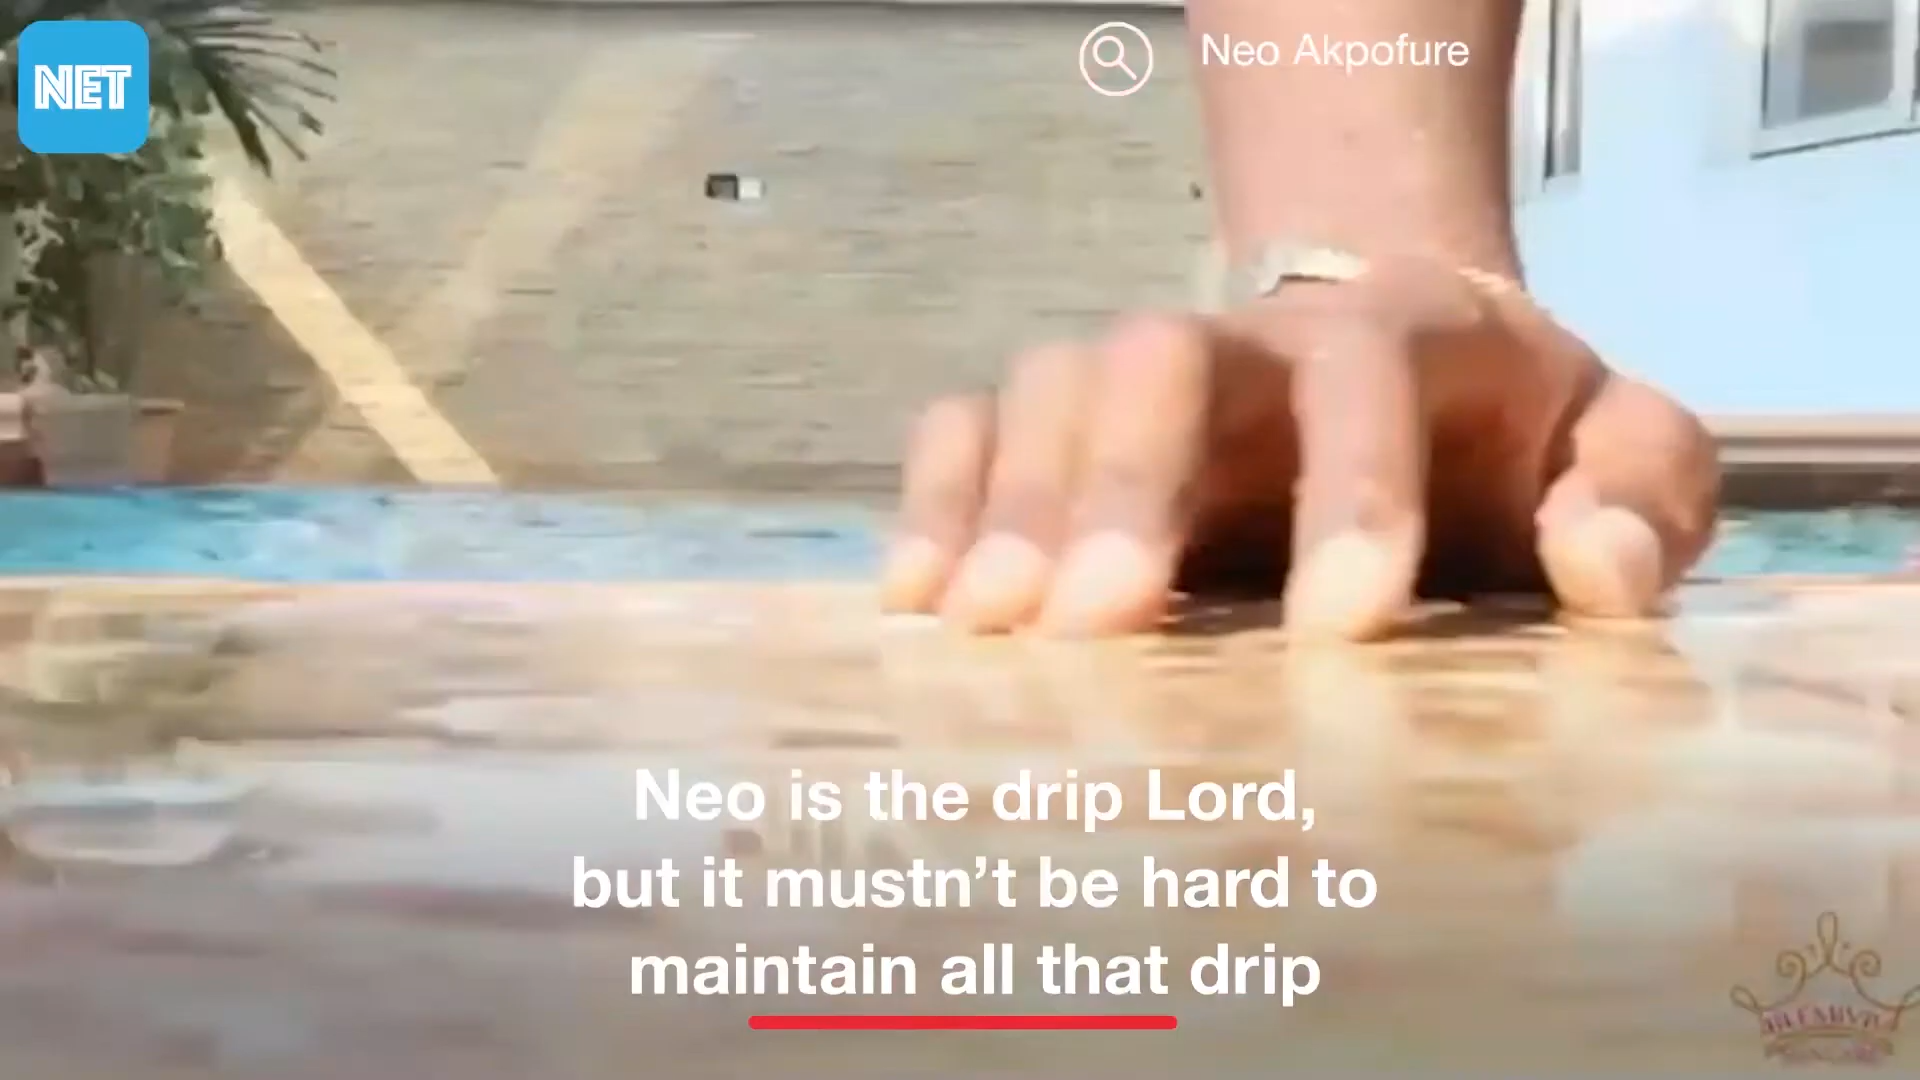 NET
Neo Akpofure
Neo is the drip Lord,
but it mustn’t be hard to
maintain all that drip